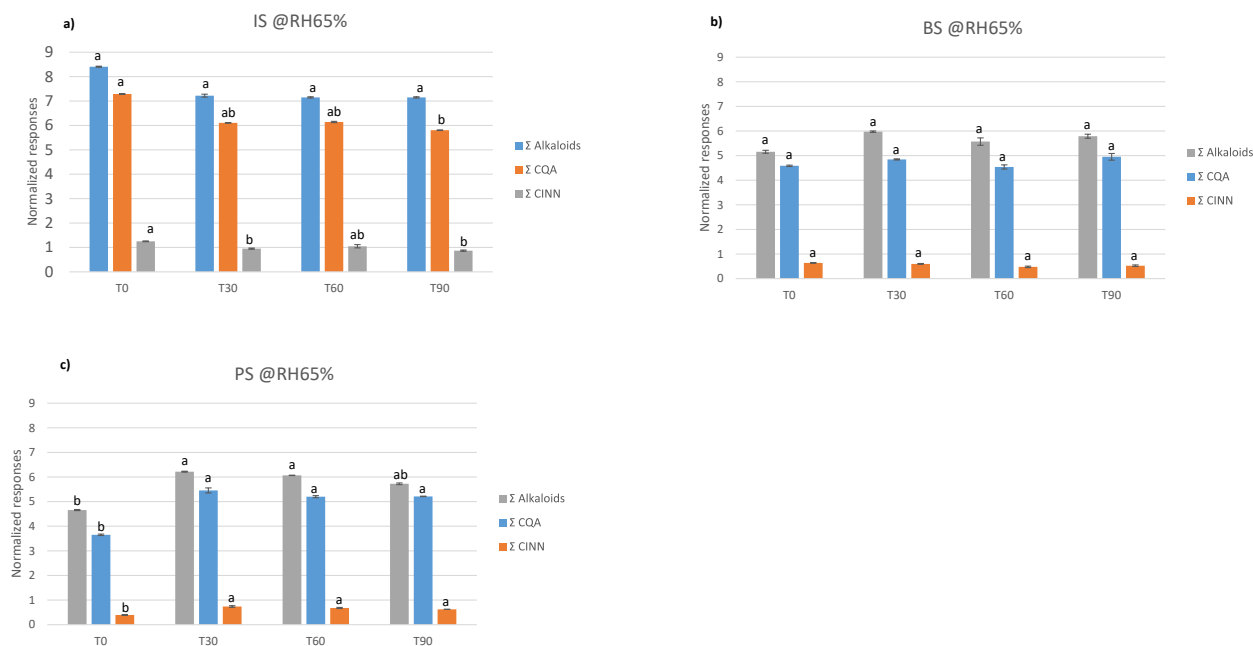 a)
IS @RH65%
Normalized responses
9
8
7
6
5
4
3
2
1
0
a
a
a
a
ab
b
a
ab
ab
a
b
b
T0
T30
T60
T90
Σ Alkaloids
Σ CQA
Σ CINN
b)
BS @RH65%
Normalized responses
9
8
7
6
5
4
3
2
1
0
a
a
a
a
a
a
a
a
a
a
a
a
T0
T30
T60
T90
Σ Alkaloids
Σ CQA
Σ CINN
c)
PS @RH65%
Normalized responses
9
8
7
6
5
4
3
2
1
0
b
b
b
a
a
a
a
a
a
ab
a
a
T0
T30
T60
T90
Σ Alkaloids
Σ CQA
Σ CINN